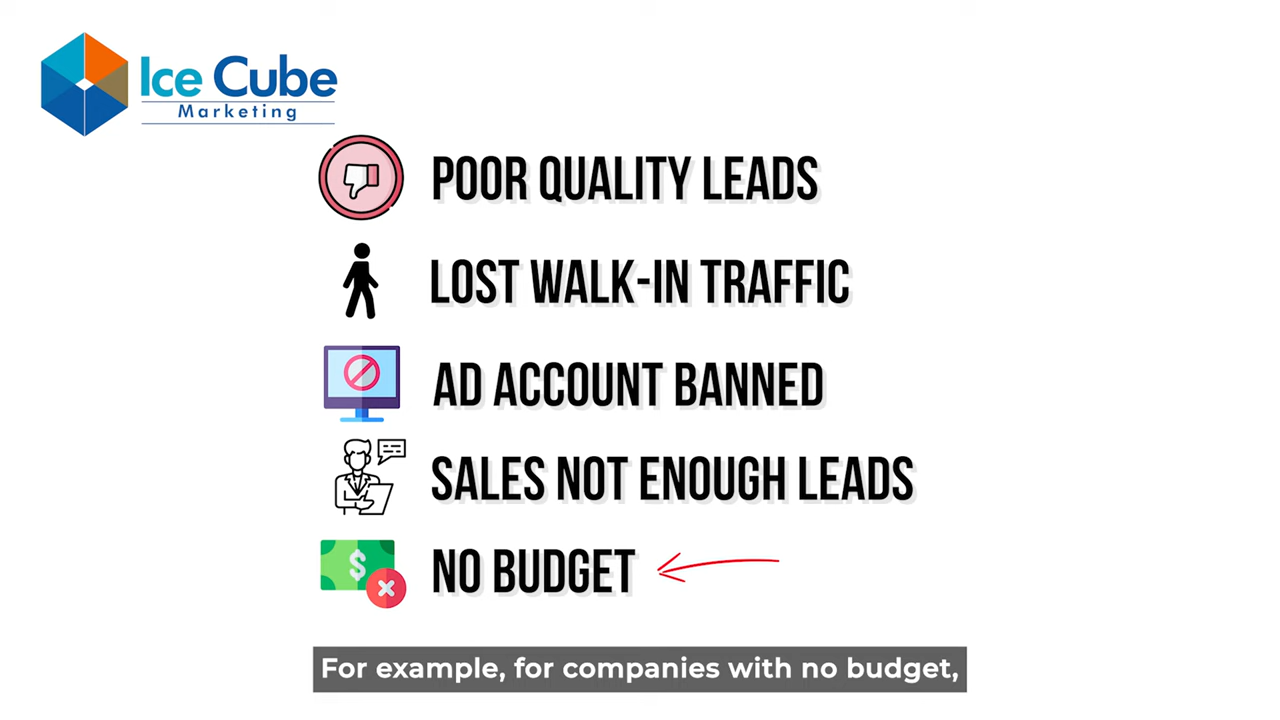 Ice Cube
Marketing
POOR QUALITY LEADS
LOST WALK-IN TRAFFIC
AD ACCOUNT BANNED
SALES NOT ENOUGH LEADS
$ NO BUDGET
For example, for companies with no budget,